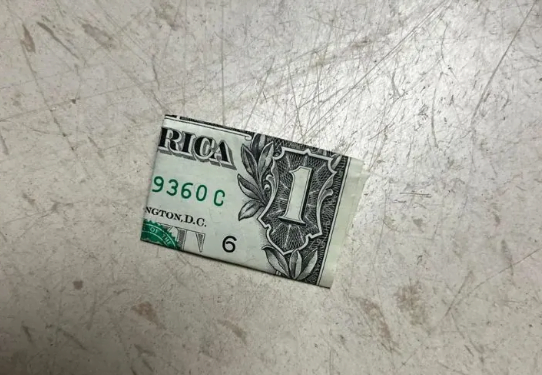 RICA
1
9360 C
NGTON, D.C.
6